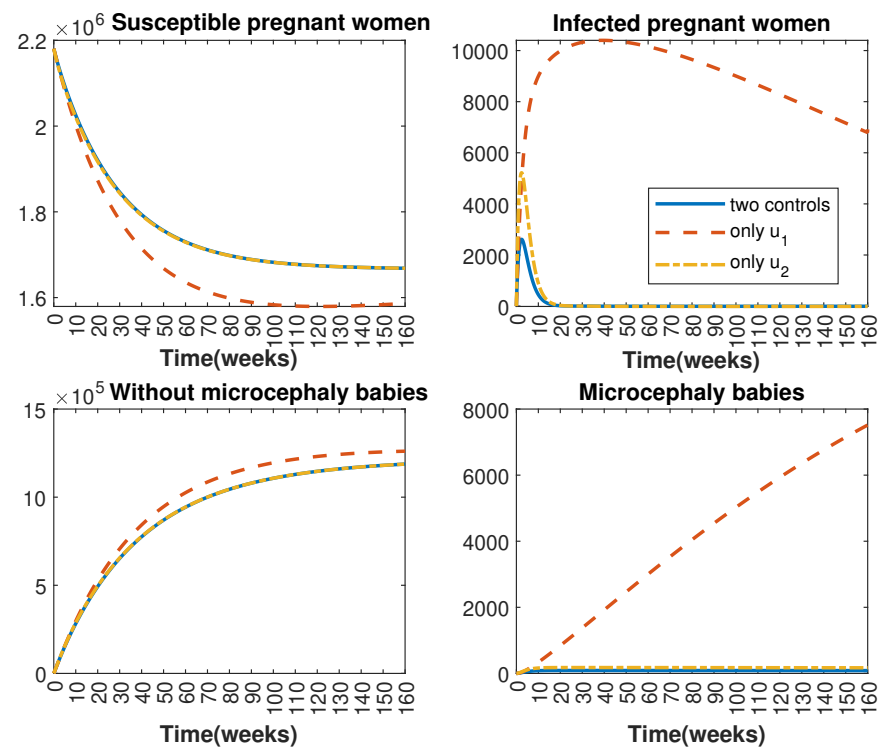 ×10^6 Susceptible pregnant women
2.2
2
1.8
1.6
0 10 20 30 40 50 60 70 80 90 100 110 120 130 140 150 160
Time(weeks)
Infected pregnant women
10000
8000
6000
4000
2000
0
two controls
only u_1
only u_2
0 10 20 30 40 50 60 70 80 90 100 110 120 130 140 150 160
Time(weeks)
×10^5 Without microcephaly babies
15
10
5
0
0 10 20 30 40 50 60 70 80 90 100 110 120 130 140 150 160
Time(weeks)
Microcephaly babies
8000
6000
4000
2000
0
0 10 20 30 40 50 60 70 80 90 100 110 120 130 140 150 160
Time(weeks)